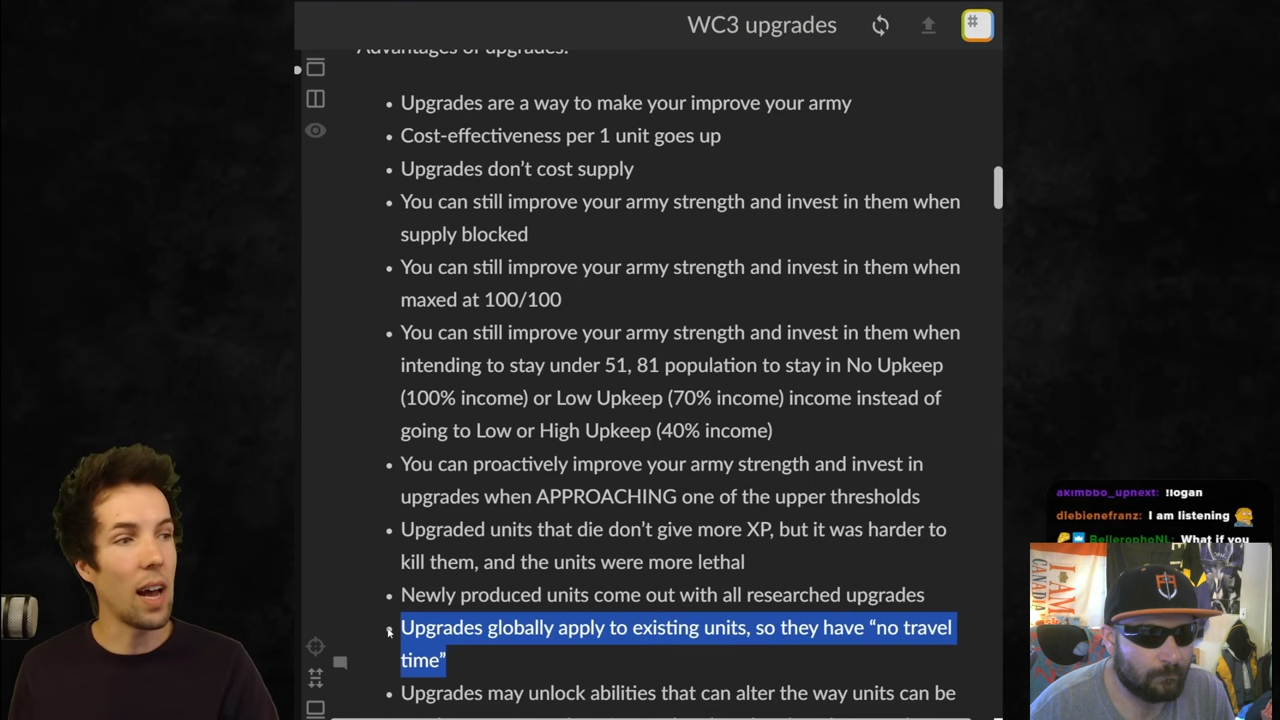 WC3 upgrades
Advantages of upgrades:
Upgrades are a way to make your improve your army
Cost-effectiveness per 1 unit goes up
Upgrades don’t cost supply
You can still improve your army strength and invest in them when
supply blocked
You can still improve your army strength and invest in them when
maxed at 100/100
You can still improve your army strength and invest in them when
intending to stay under 51, 81 population to stay in No Upkeep
(100% income) or Low Upkeep (70% income) income instead of
going to Low or High Upkeep (40% income)
You can proactively improve your army strength and invest in
upgrades when APPROACHING one of the upper thresholds
Upgraded units that die don’t give more XP, but it was harder to
kill them, and the units were more lethal
Newly produced units come out with all researched upgrades
Upgrades globally apply to existing units, so they have “no travel
time”
Upgrades may unlock abilities that can alter the way units can be
akimbbo_upnext: !logan
dlebienefranz: I am listening
BellerophoNL: What if you
I AM
CANADIAN